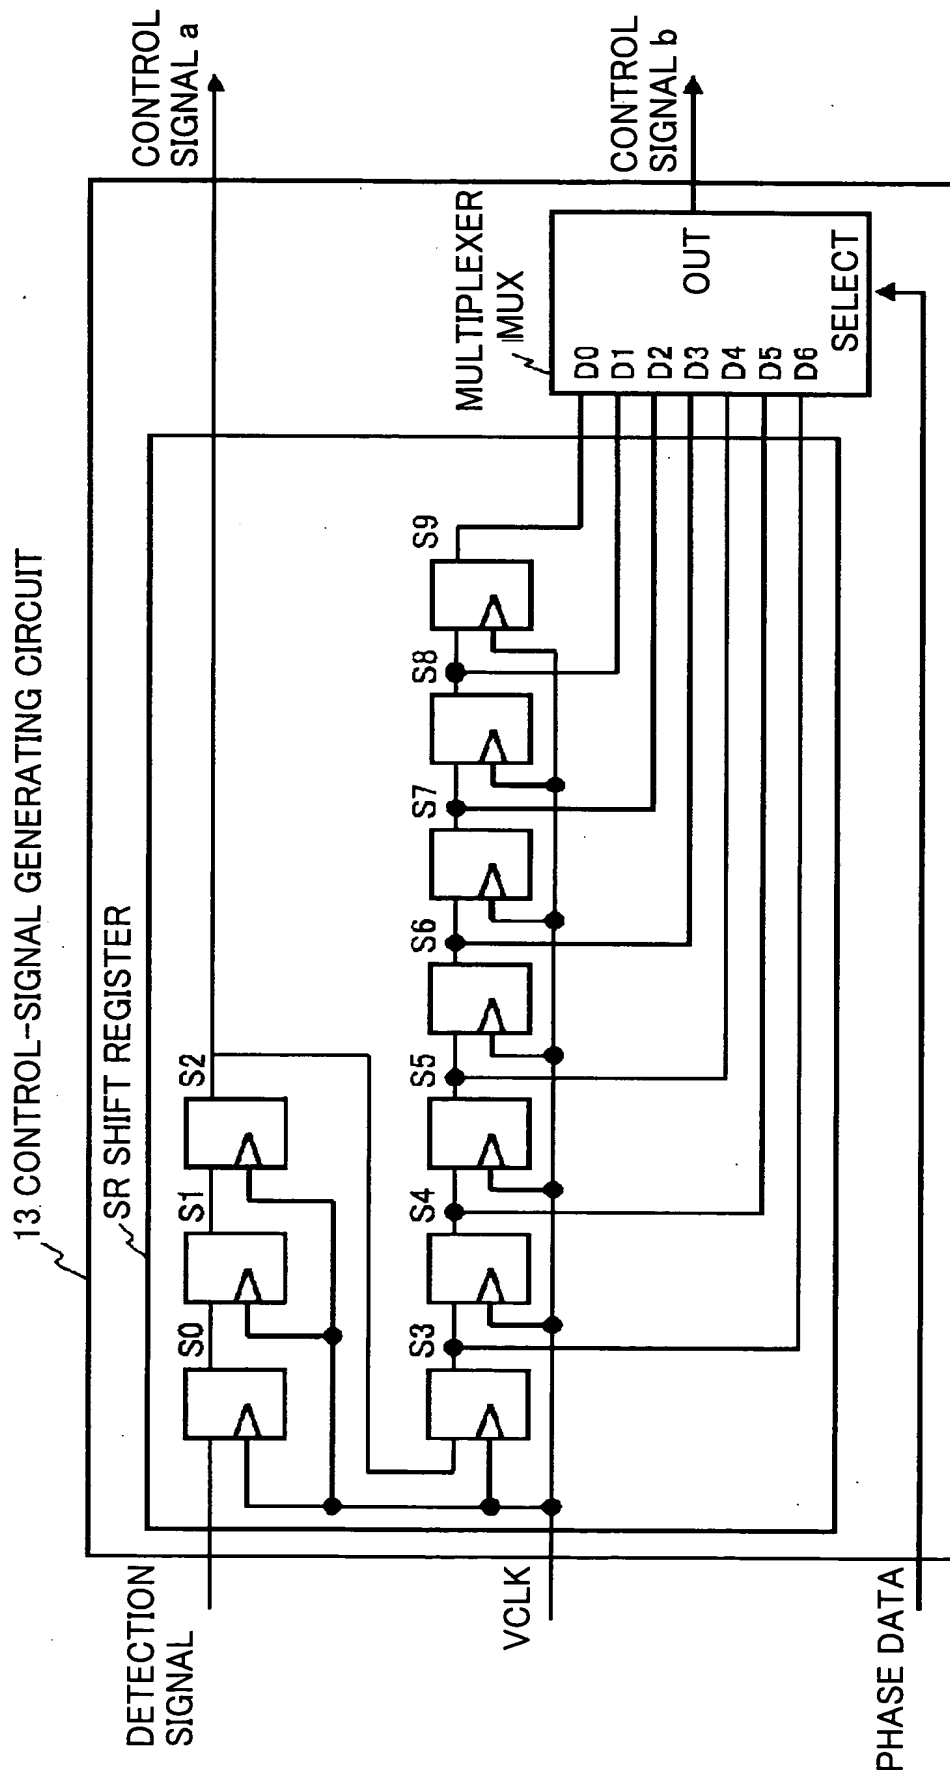 13 CONTROL-SIGNAL GENERATING CIRCUIT
SR SHIFT REGISTER
DETECTION
SIGNAL
S0
S1
S2
CONTROL
SIGNAL a
S3
S4
S5
S6
S7
S8
S9
MULTIPLEXER
MUX
D0
D1
D2
D3
D4
D5
D6
OUT
SELECT
CONTROL
SIGNAL b
VCLK
PHASE DATA